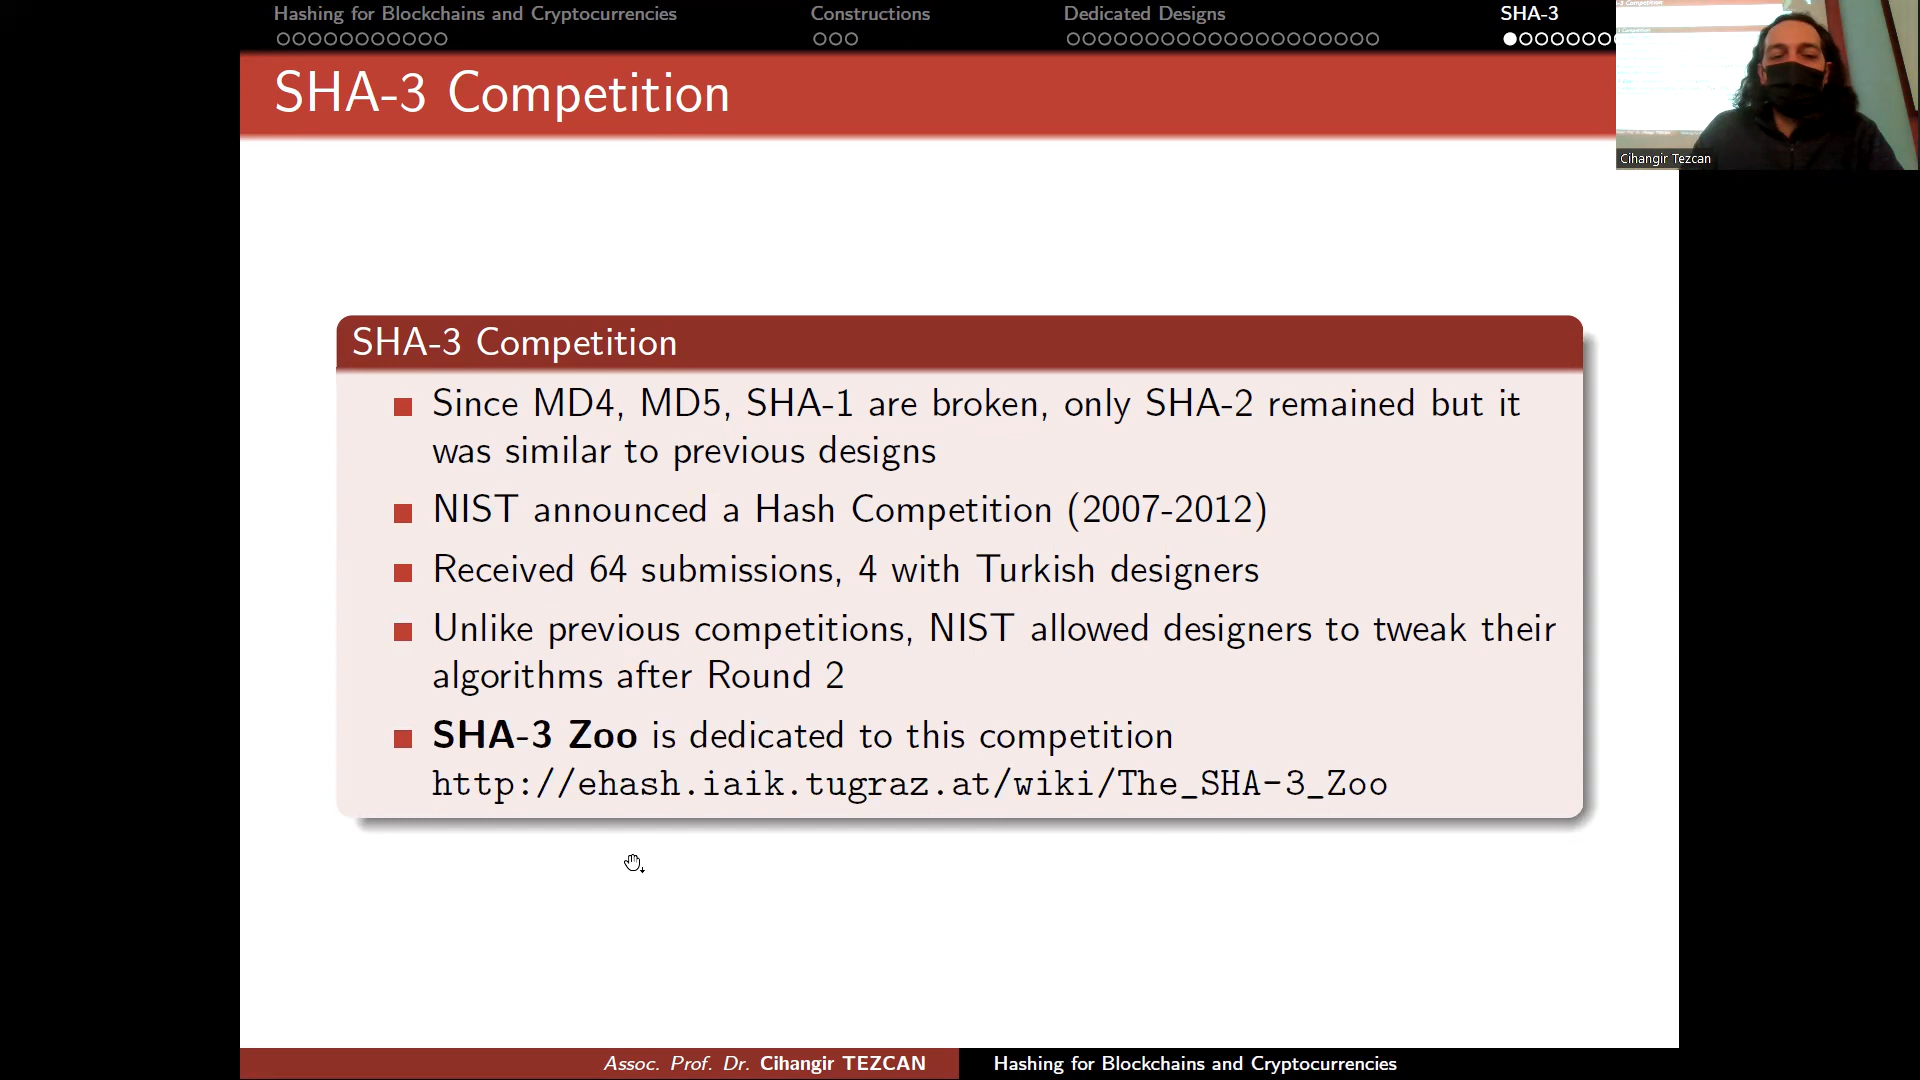 Hashing for Blockchains and Cryptocurrencies
Constructions
Dedicated Designs
SHA-3
SHA-3 Competition
Cihangir Tezcan
SHA-3 Competition
Since MD4, MD5, SHA-1 are broken, only SHA-2 remained but it
was similar to previous designs
NIST announced a Hash Competition (2007-2012)
Received 64 submissions, 4 with Turkish designers
Unlike previous competitions, NIST allowed designers to tweak their
algorithms after Round 2
SHA-3 Zoo is dedicated to this competition
http://ehash.iaik.tugraz.at/wiki/The_SHA-3_Zoo
Assoc. Prof. Dr. Cihangir TEZCAN
Hashing for Blockchains and Cryptocurrencies